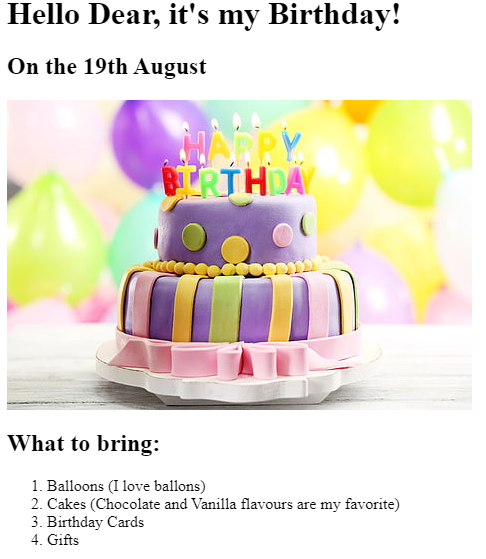 Hello Dear, it's my Birthday!
On the 19th August
HAPPY
BIRTHDAY
What to bring:
1. Balloons (I love ballons)
2. Cakes (Chocolate and Vanilla flavours are my favorite)
3. Birthday Cards
4. Gifts